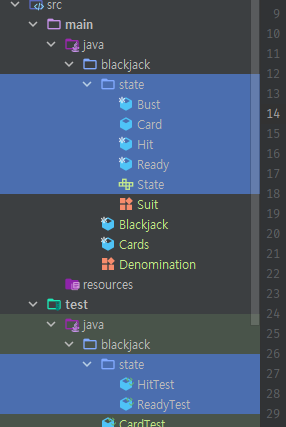 src
main
java
blackjack
state
Bust
Card
Hit
Ready
State
Suit
Blackjack
Cards
Denomination
resources
test
java
blackjack
state
HitTest
ReadyTest
CardTest
9
10
11
12
13
14
15
16
17
18
19
20
21
22
23
24
25
26
27
28
29